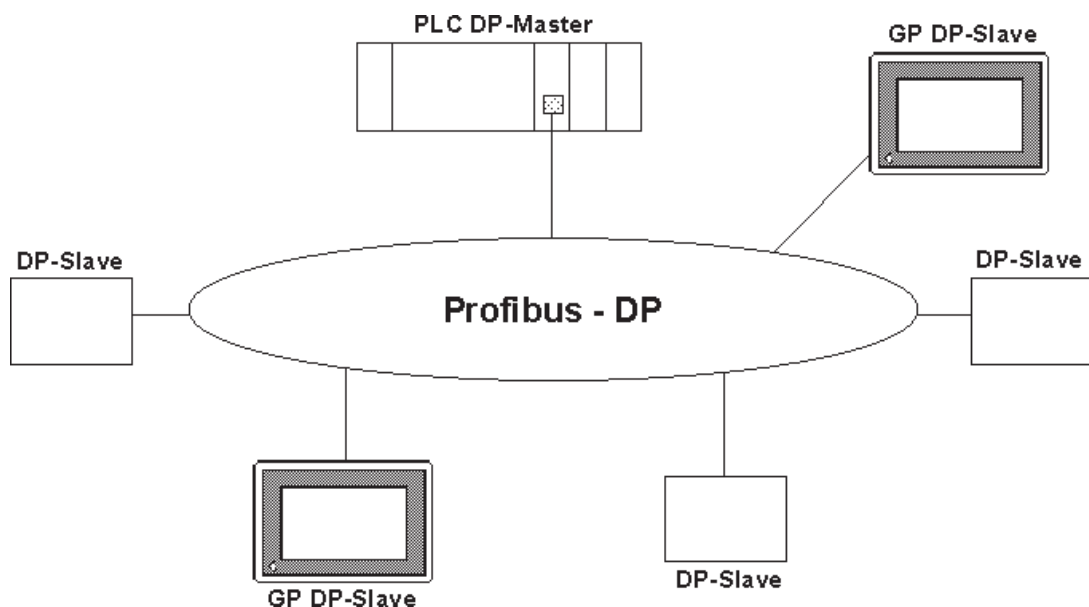 PLC DP-Master
GP DP-Slave
DP-Slave
DP-Slave
Profibus - DP
GP DP-Slave
DP-Slave